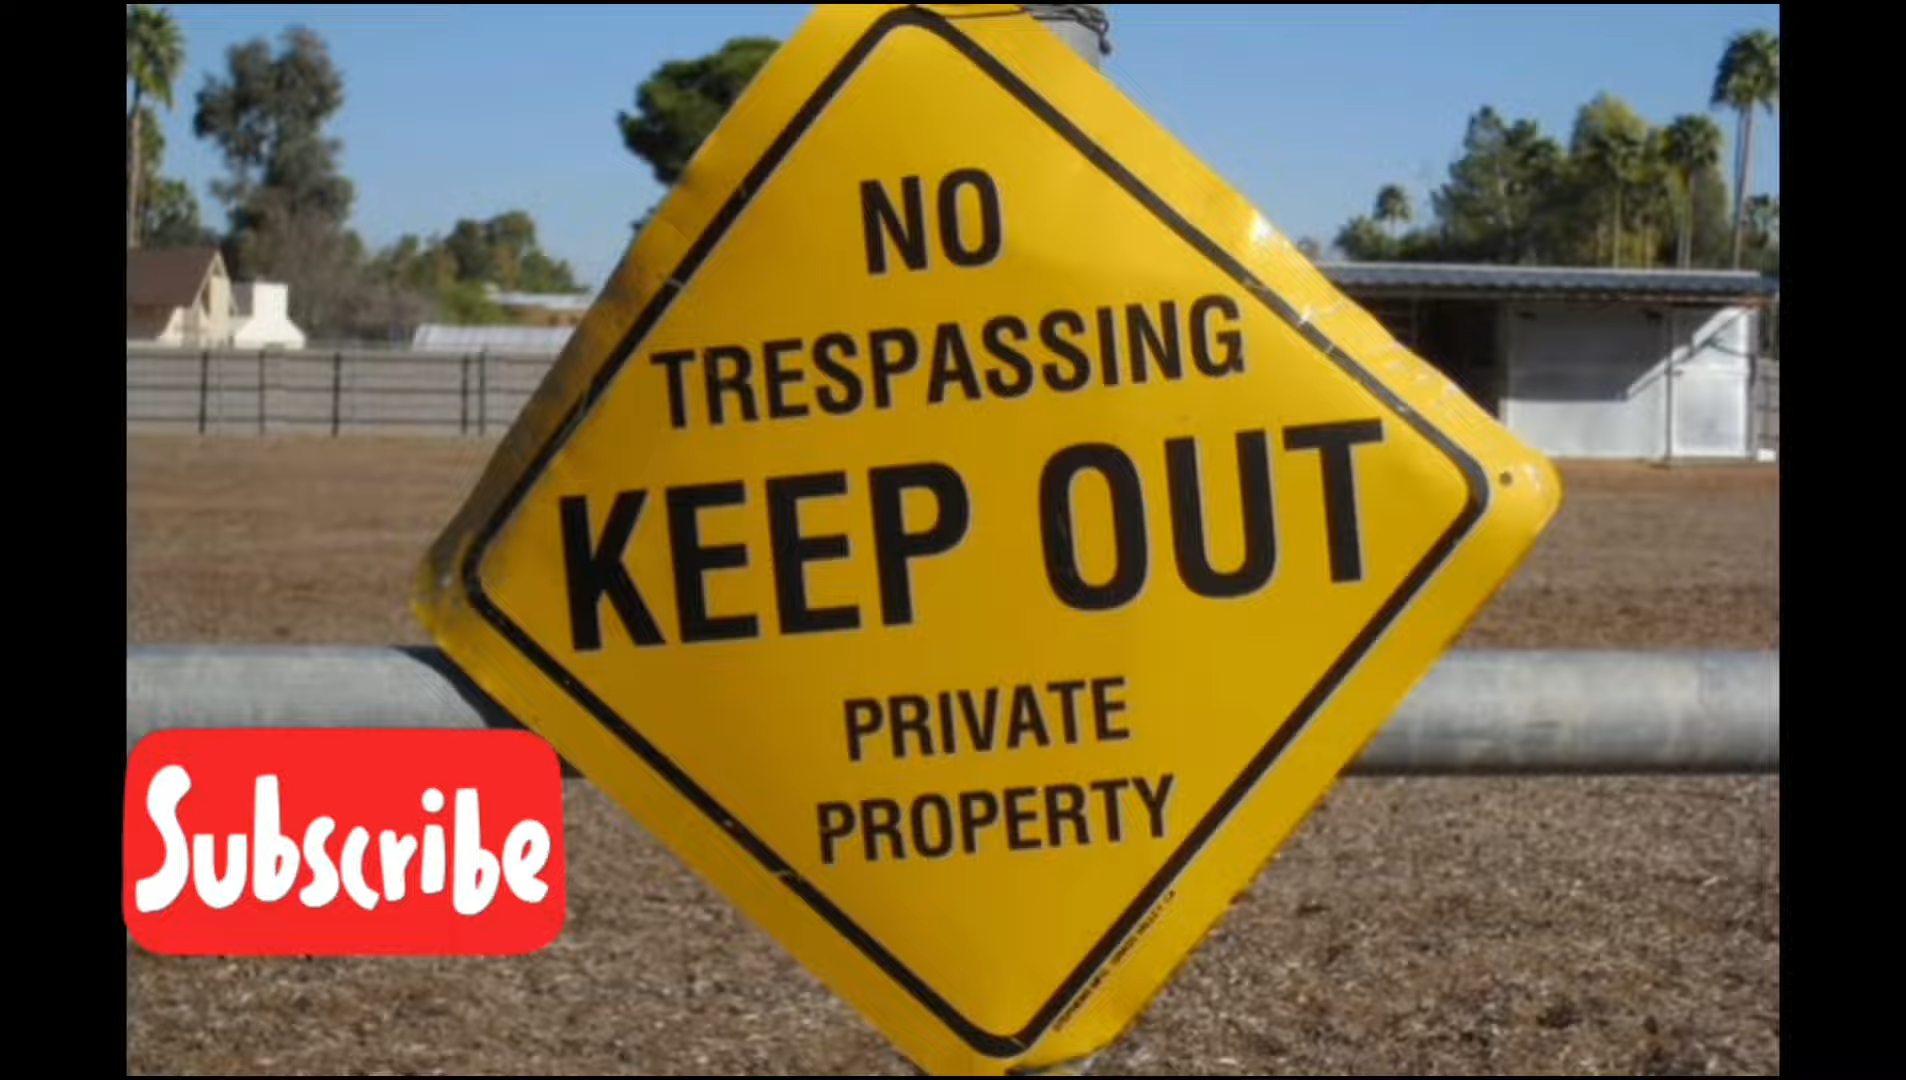 NO
TRESPASSING
KEEP OUT
PRIVATE
PROPERTY
Subscribe